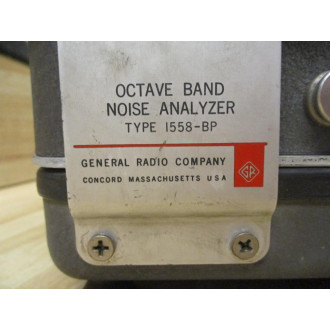 OCTAVE BAND
NOISE ANALYZER
TYPE 1558-BP
GENERAL RADIO COMPANY
CONCORD MASSACHUSETTS USA
GR